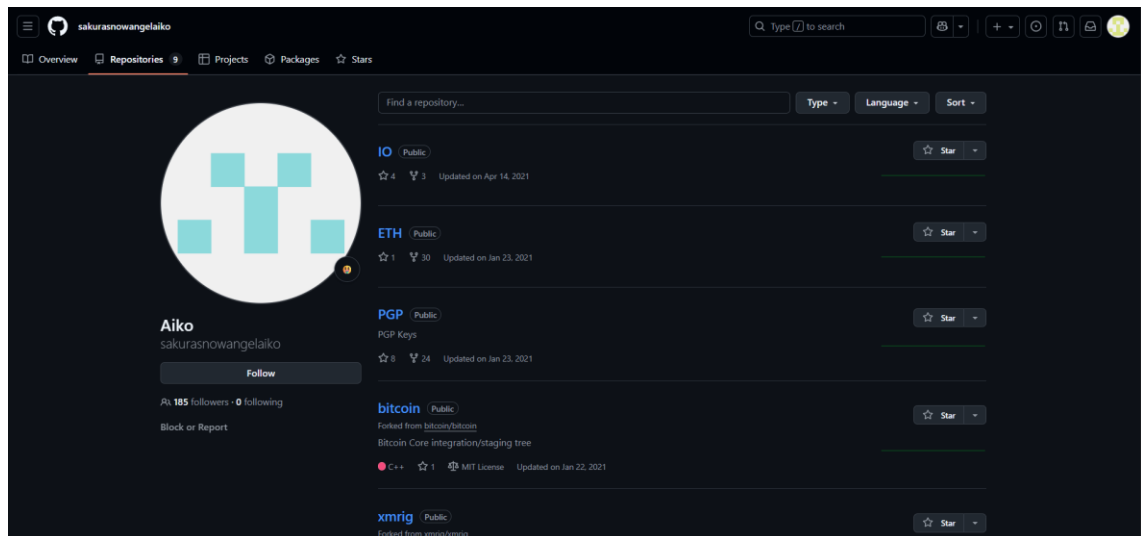 sakurasnowangelaiko
Type / to search
Overview Repositories 9 Projects Packages Stars
Find a repository...
Type Language Sort
IO Public
Star
4 3 Updated on Apr 14, 2021
ETH Public
Star
1 30 Updated on Jan 23, 2021
PGP Public
Star
PGP Keys
8 24 Updated on Jan 23, 2021
Aiko
sakurasnowangelaiko
Follow
185 followers · 0 following
Block or Report
bitcoin Public
Star
Forked from bitcoin/bitcoin
Bitcoin Core integration/staging tree
C++ 1 MIT License Updated on Jan 22, 2021
xmrig Public
Star
Forked from xmrig/xmrig